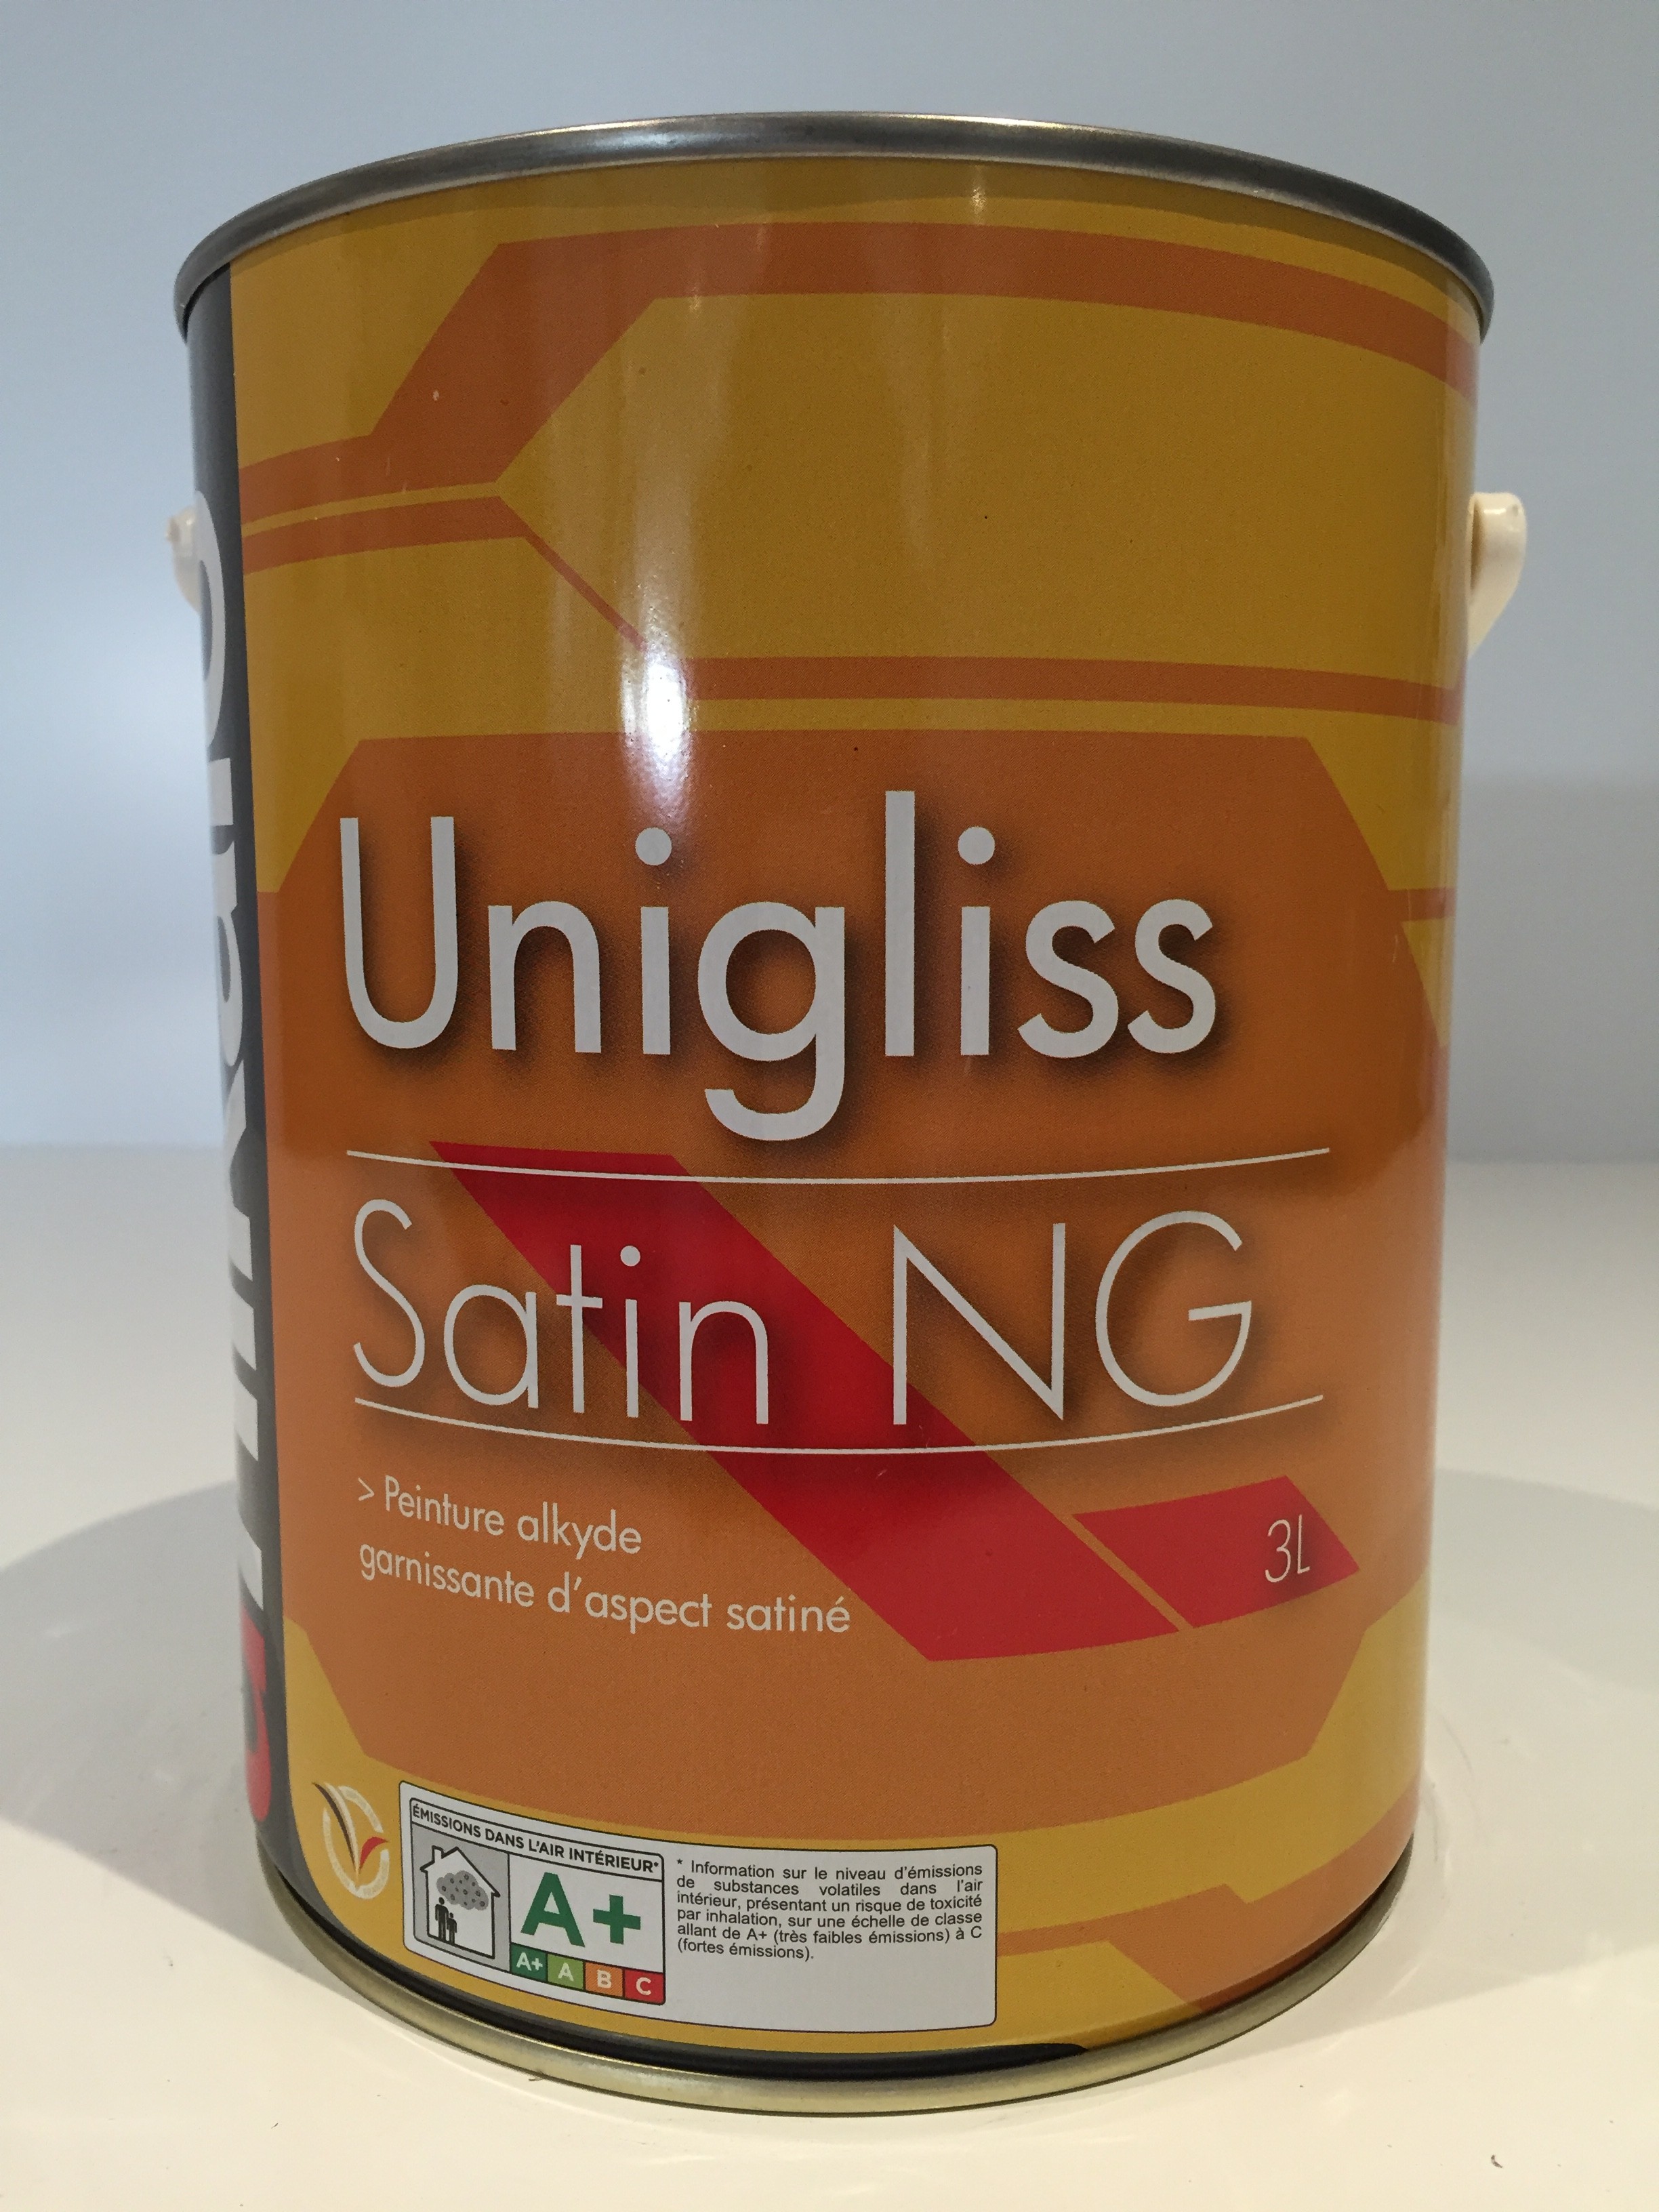 Unigliss
Satin NG
> Peinture alkyde
garnissante d'aspect satiné
3L
ÉMISSIONS DANS L'AIR INTÉRIEUR*
A+
A+ A B C
* Information sur le niveau d'émissions
de substances volatiles dans l'air
intérieur, présentant un risque de toxicité
par inhalation, sur une échelle de classe
allant de A+ (très faibles émissions) à C
(fortes émissions).